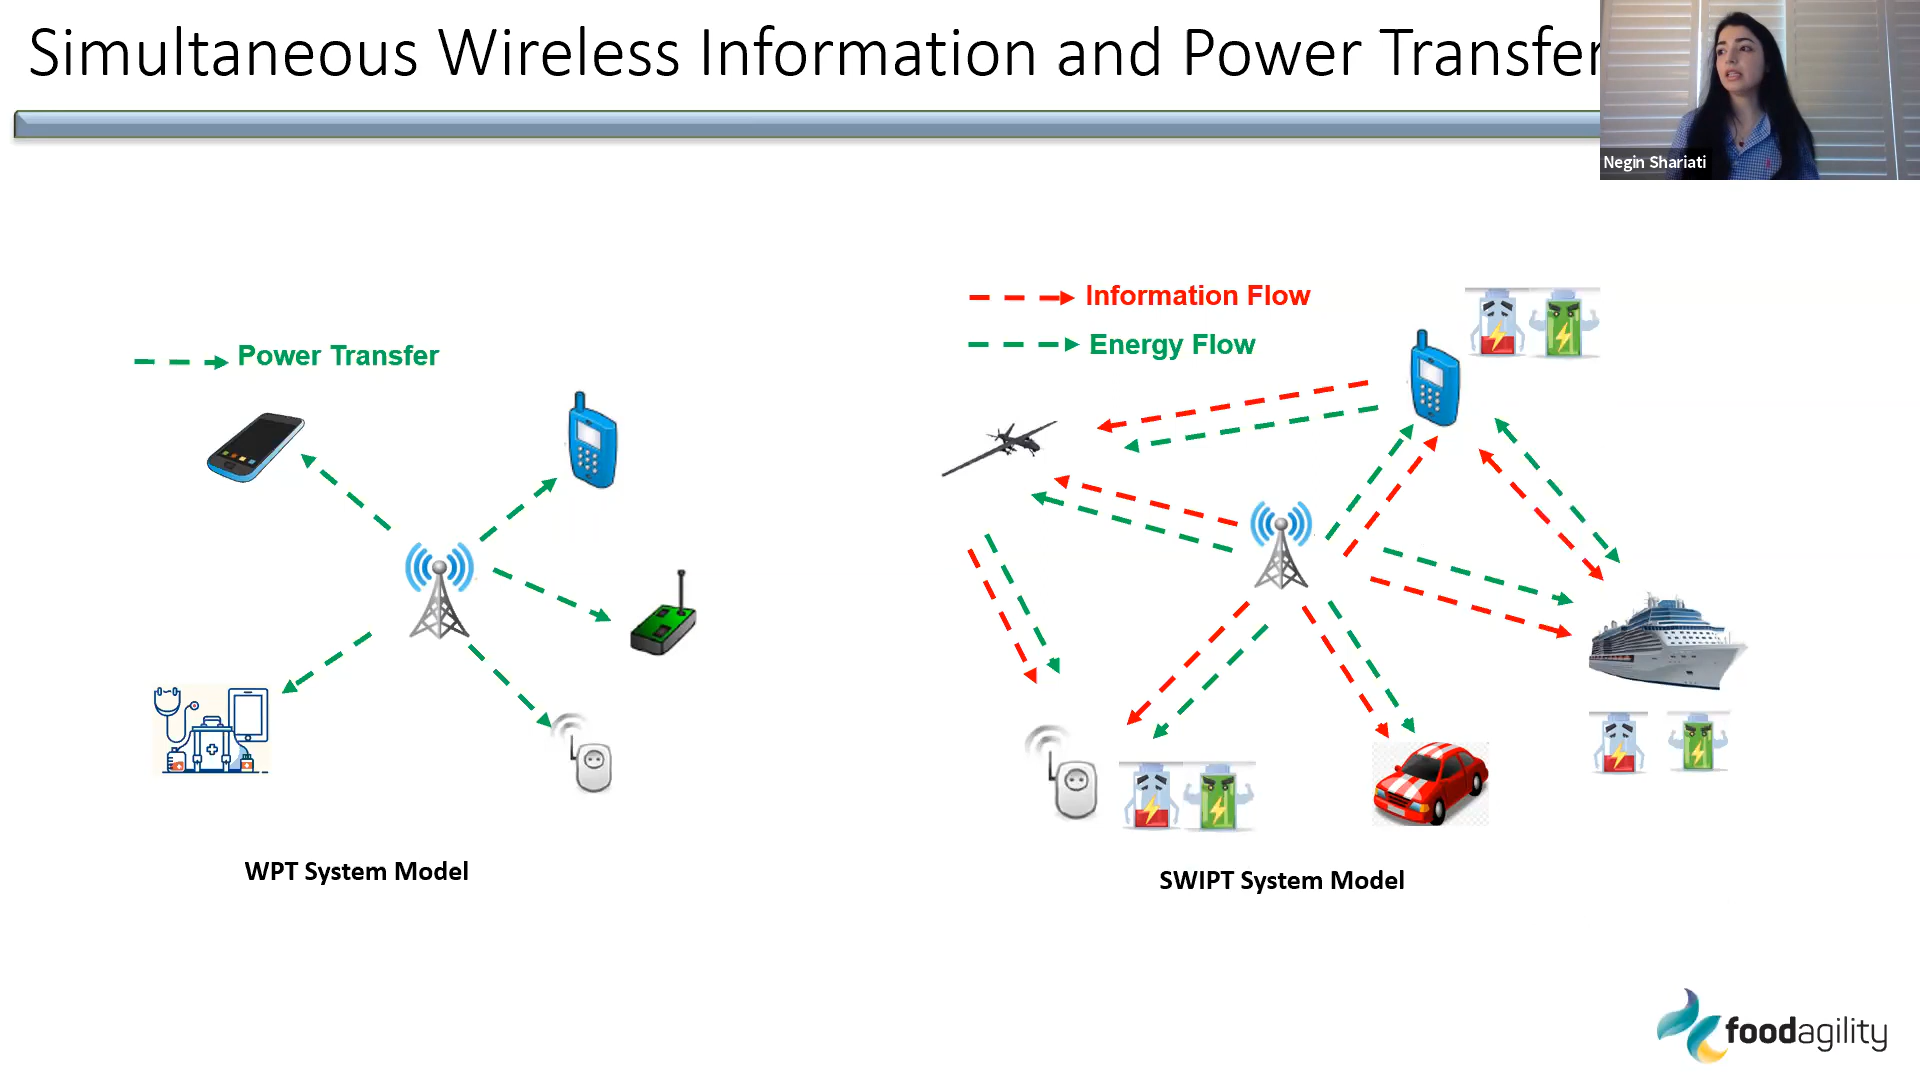 Simultaneous Wireless Information and Power Transfer
Negin Shariati
Power Transfer
Information Flow
Energy Flow
WPT System Model
SWIPT System Model
foodagility